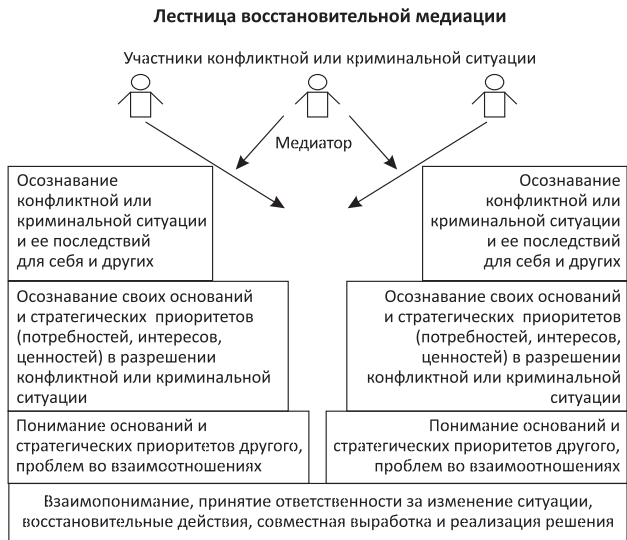 Лестница восстановительной медиации
Участники конфликтной или криминальной ситуации
Медиатор
Осознавание
конфликтной или
криминальной ситуации
и ее последствий
для себя и других
Осознавание
конфликтной или
криминальной ситуации
и ее последствий
для себя и других
Осознавание своих оснований
и стратегических приоритетов
(потребностей, интересов,
ценностей) в разрешении
конфликтной или криминальной
ситуации
Осознавание своих оснований
и стратегических приоритетов
(потребностей, интересов,
ценностей) в разрешении
конфликтной или криминальной
ситуации
Понимание оснований и
стратегических приоритетов другого,
проблем во взаимоотношениях
Понимание оснований и
стратегических приоритетов другого,
проблем во взаимоотношениях
Взаимопонимание, принятие ответственности за изменение ситуации,
восстановительные действия, совместная выработка и реализация решения